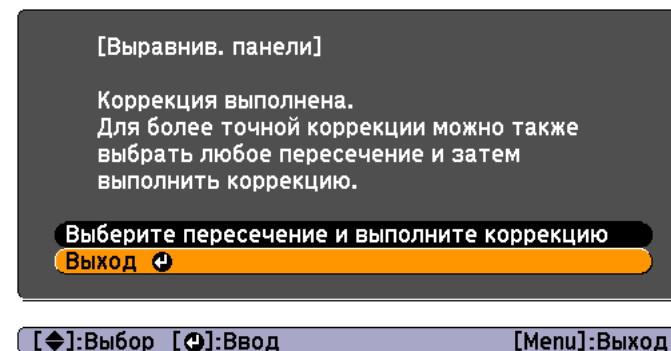 [Выравнив. панели]
Коррекция выполнена.
Для более точной коррекции можно также
выбрать любое пересечение и затем
выполнить коррекцию.
Выберите пересечение и выполните коррекцию
Выход
[]:Выбор []:Ввод [Menu]:Выход